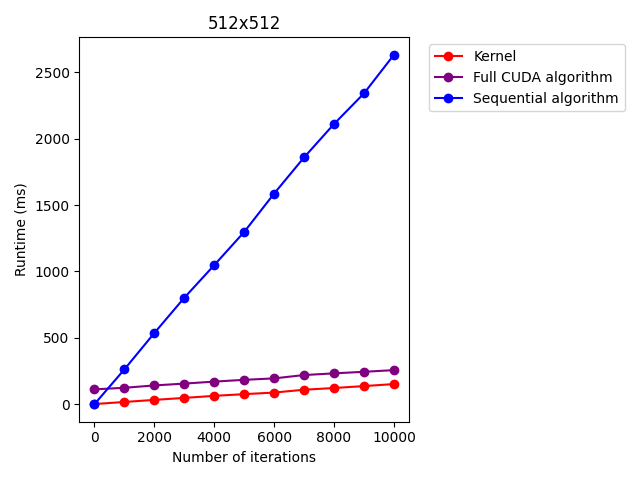 512x512
Kernel
Full CUDA algorithm
Sequential algorithm
Runtime (ms)
2500
2000
1500
1000
500
0
0 2000 4000 6000 8000 10000
Number of iterations